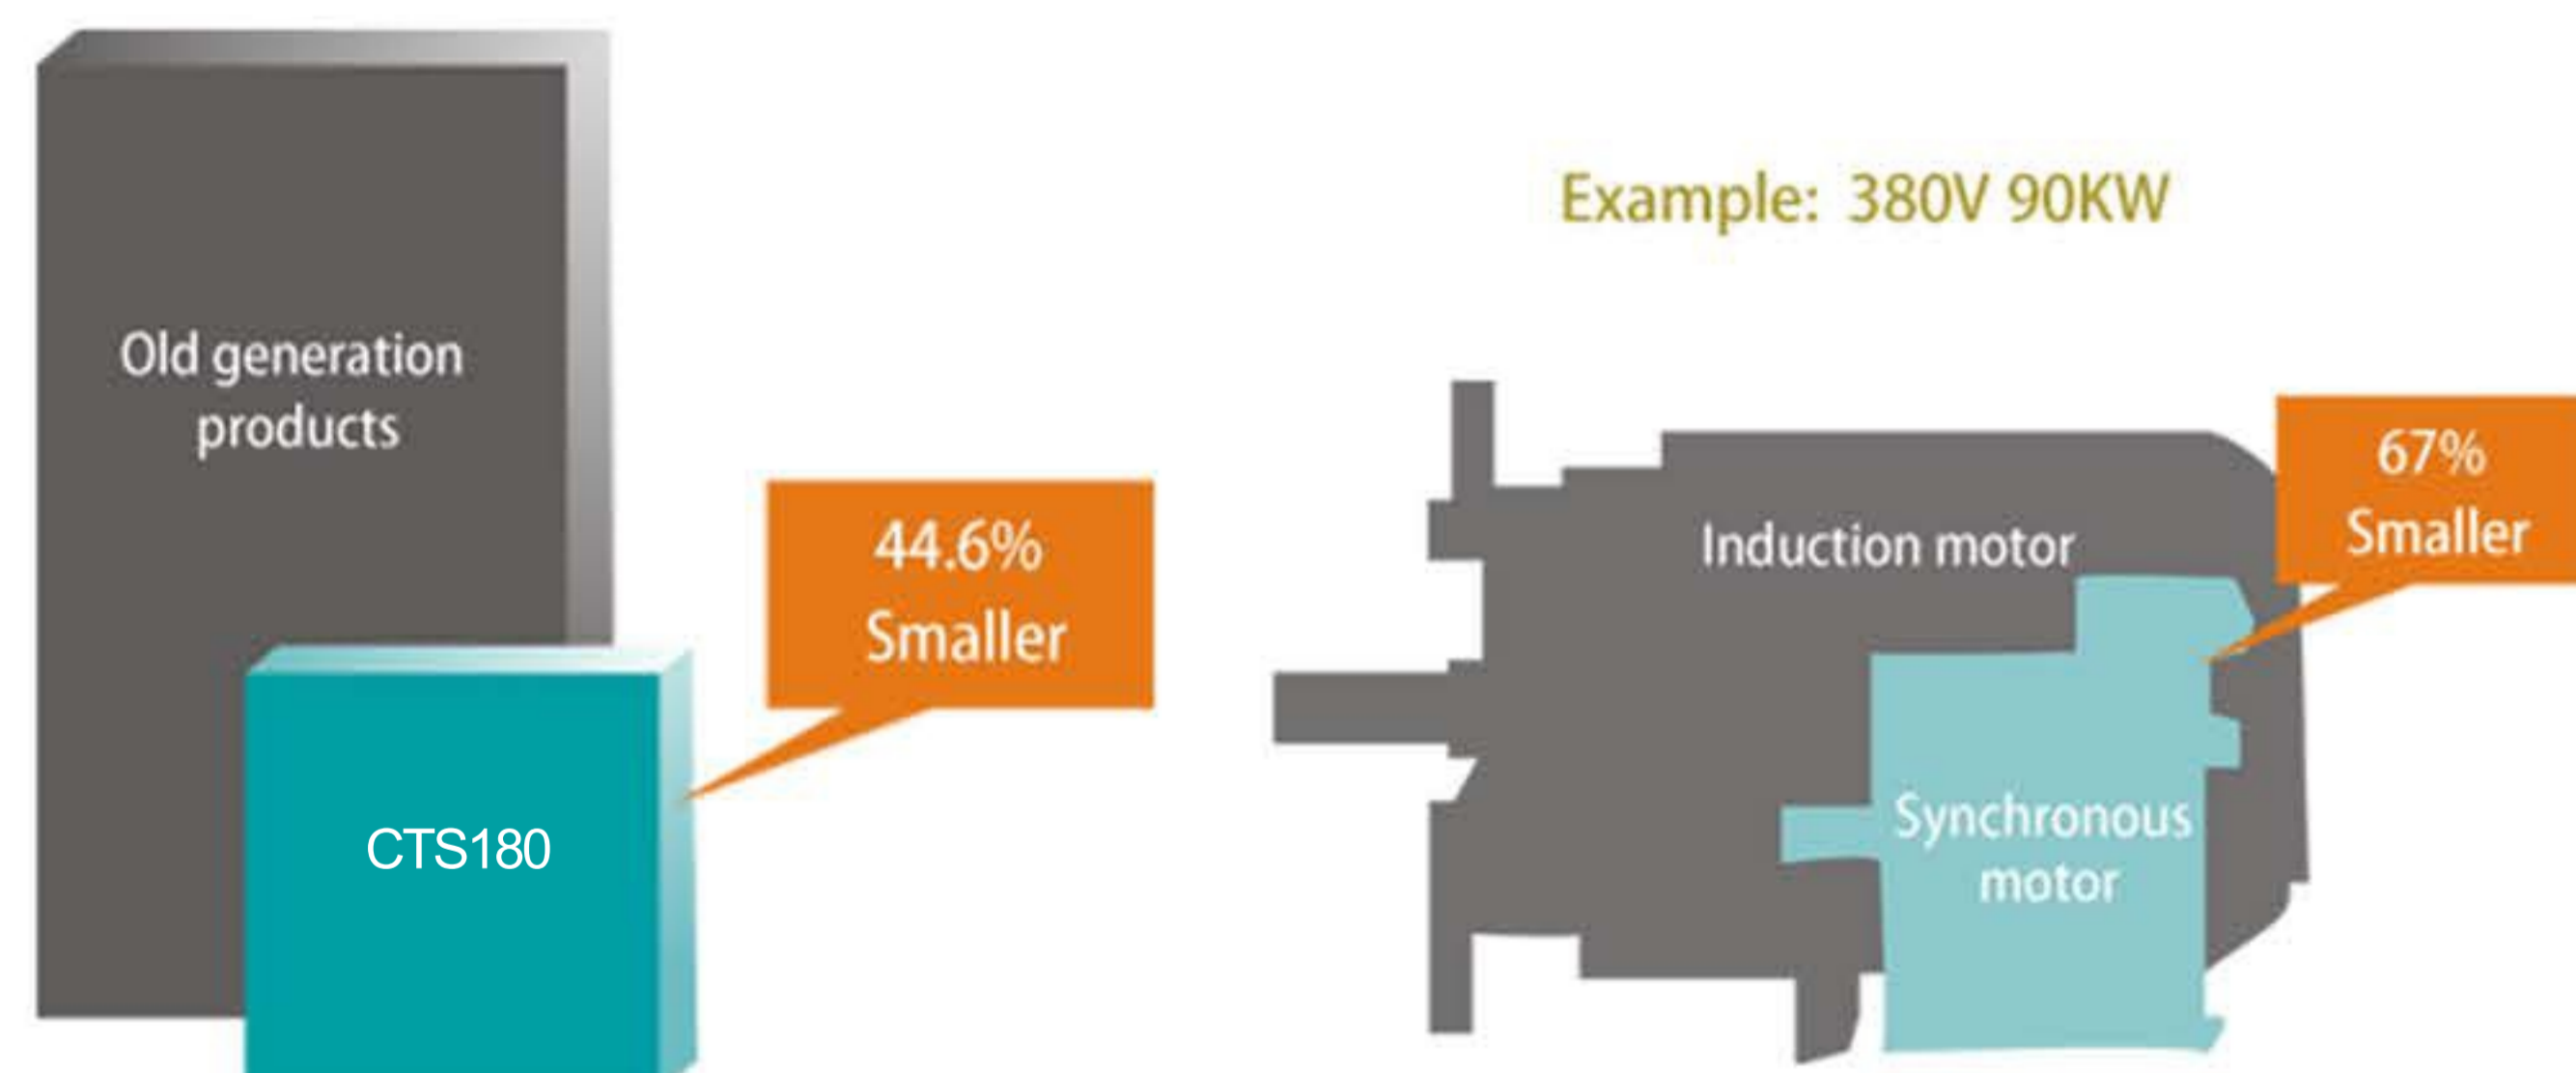 Old generation
products
44.6%
Smaller
CTS180
Example: 380V 90KW
Induction motor
67%
Smaller
Synchronous
motor